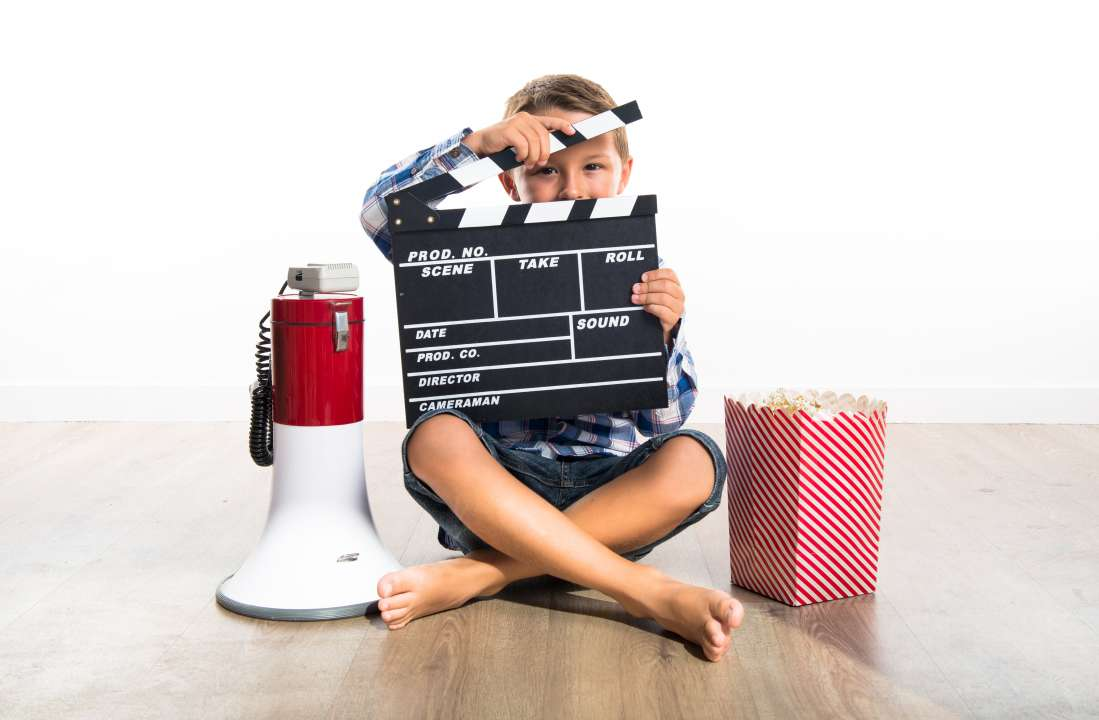 PROD. NO.
SCENE TAKE ROLL
DATE SOUND
PROD. CO.
DIRECTOR
CAMERAMAN